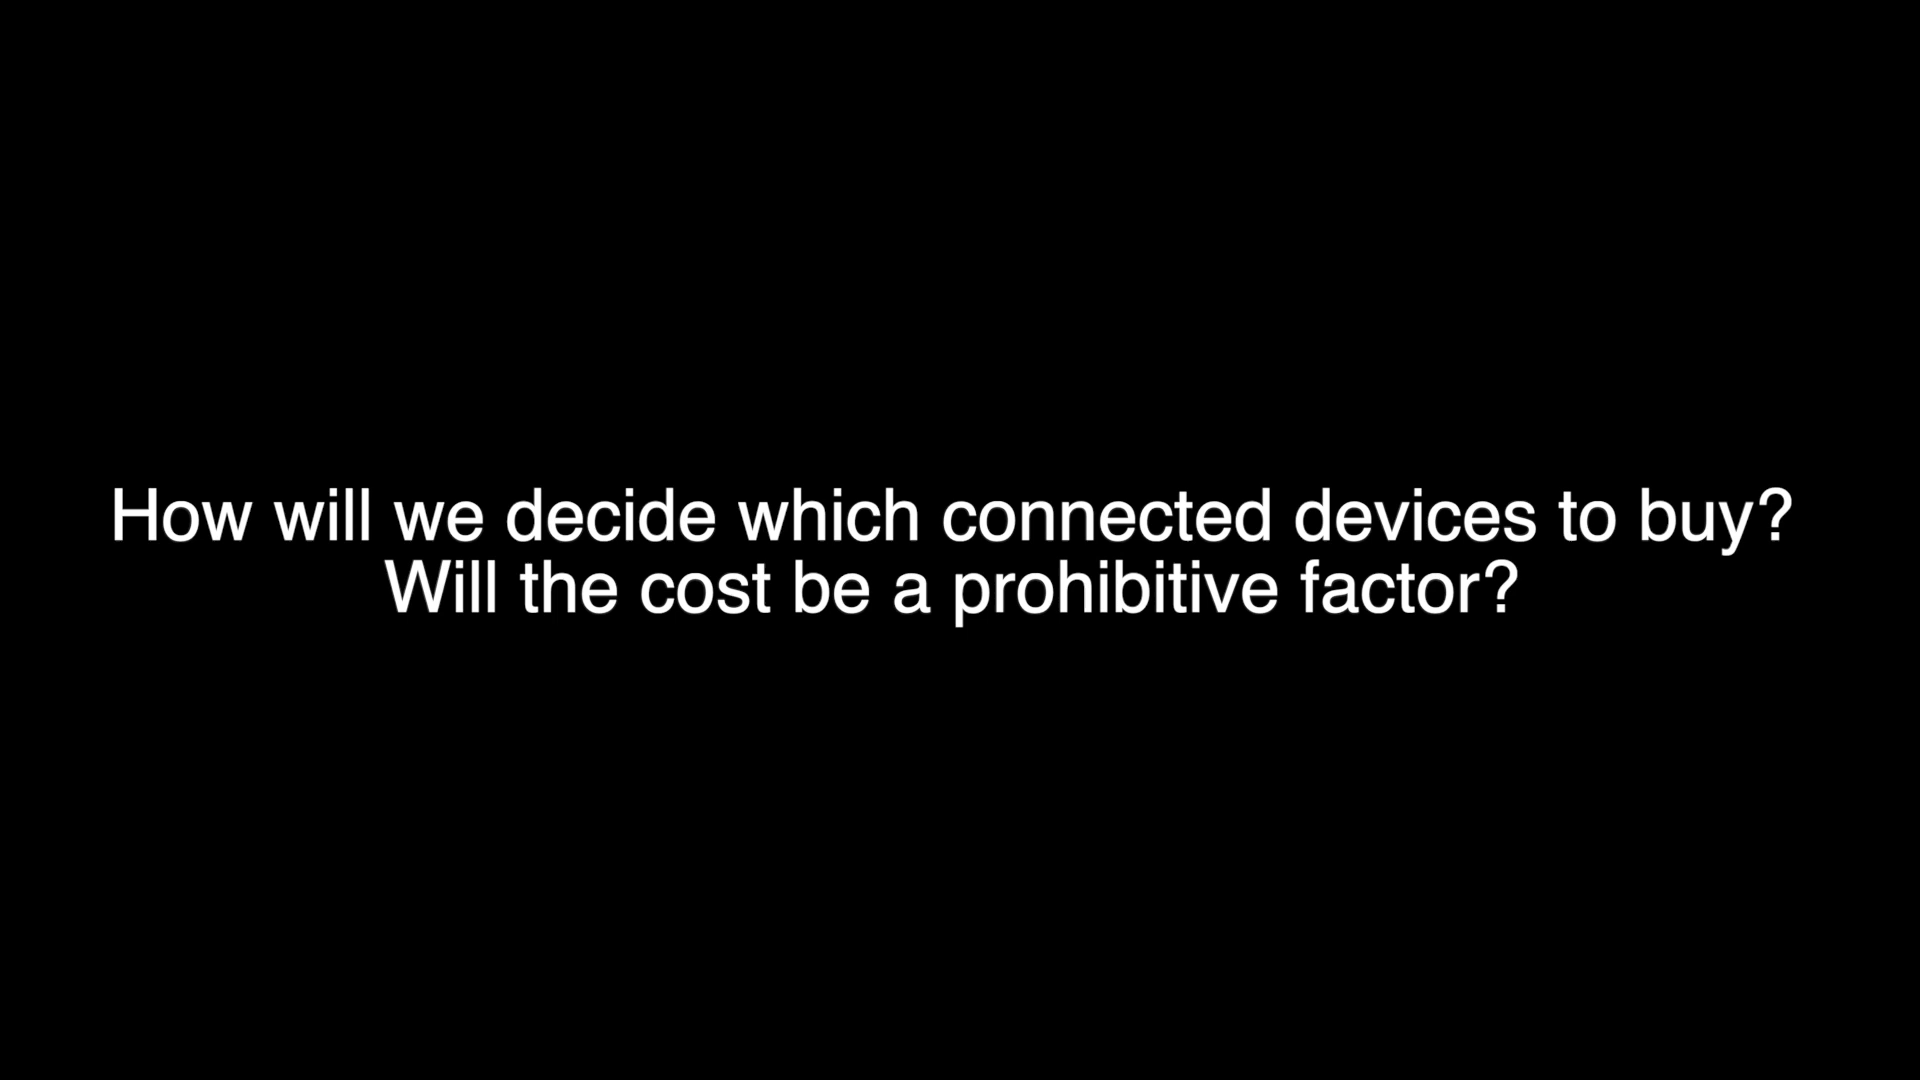 How will we decide which connected devices to buy?
Will the cost be a prohibitive factor?